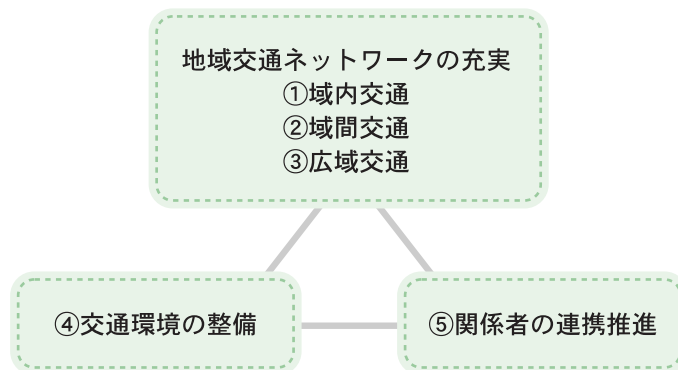 地域交通ネットワークの充実
①域内交通
②域間交通
③広域交通
④交通環境の整備
⑤関係者の連携推進